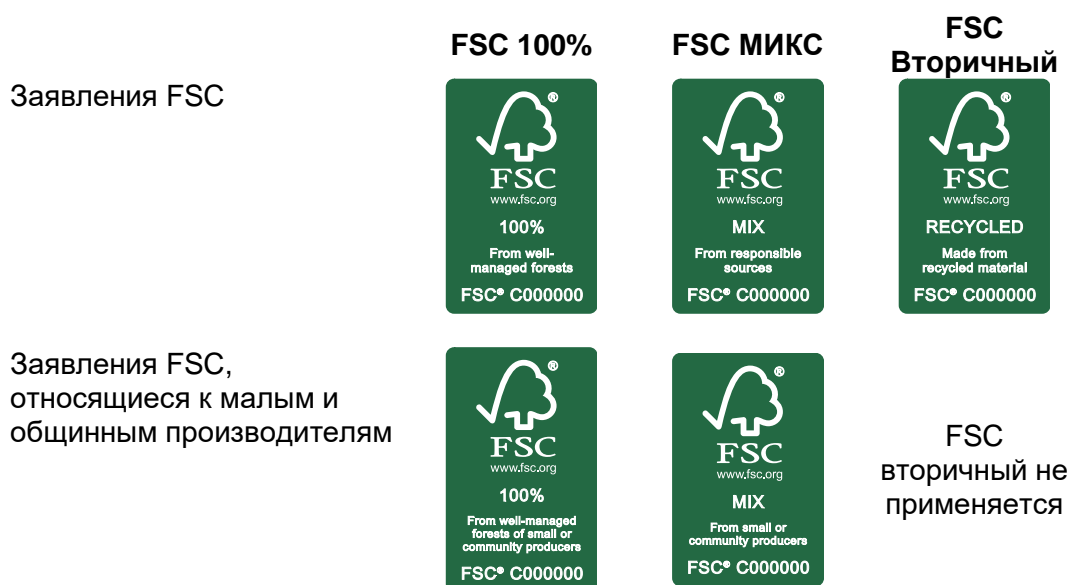 FSC 100%
FSC МИКС
FSC
Вторичный
Заявления FSC
®
FSC
www.fsc.org
100%
From well-
managed forests
FSC® C000000
®
FSC
www.fsc.org
MIX
From responsible
sources
FSC® C000000
®
FSC
www.fsc.org
RECYCLED
Made from
recycled material
FSC® C000000
Заявления FSC,
относящиеся к малым и
общинным производителям
®
FSC
www.fsc.org
100%
From well-managed
forests of small or
community producers
FSC® C000000
®
FSC
www.fsc.org
MIX
From small or
community producers
FSC® C000000
FSC
вторичный не
применяется